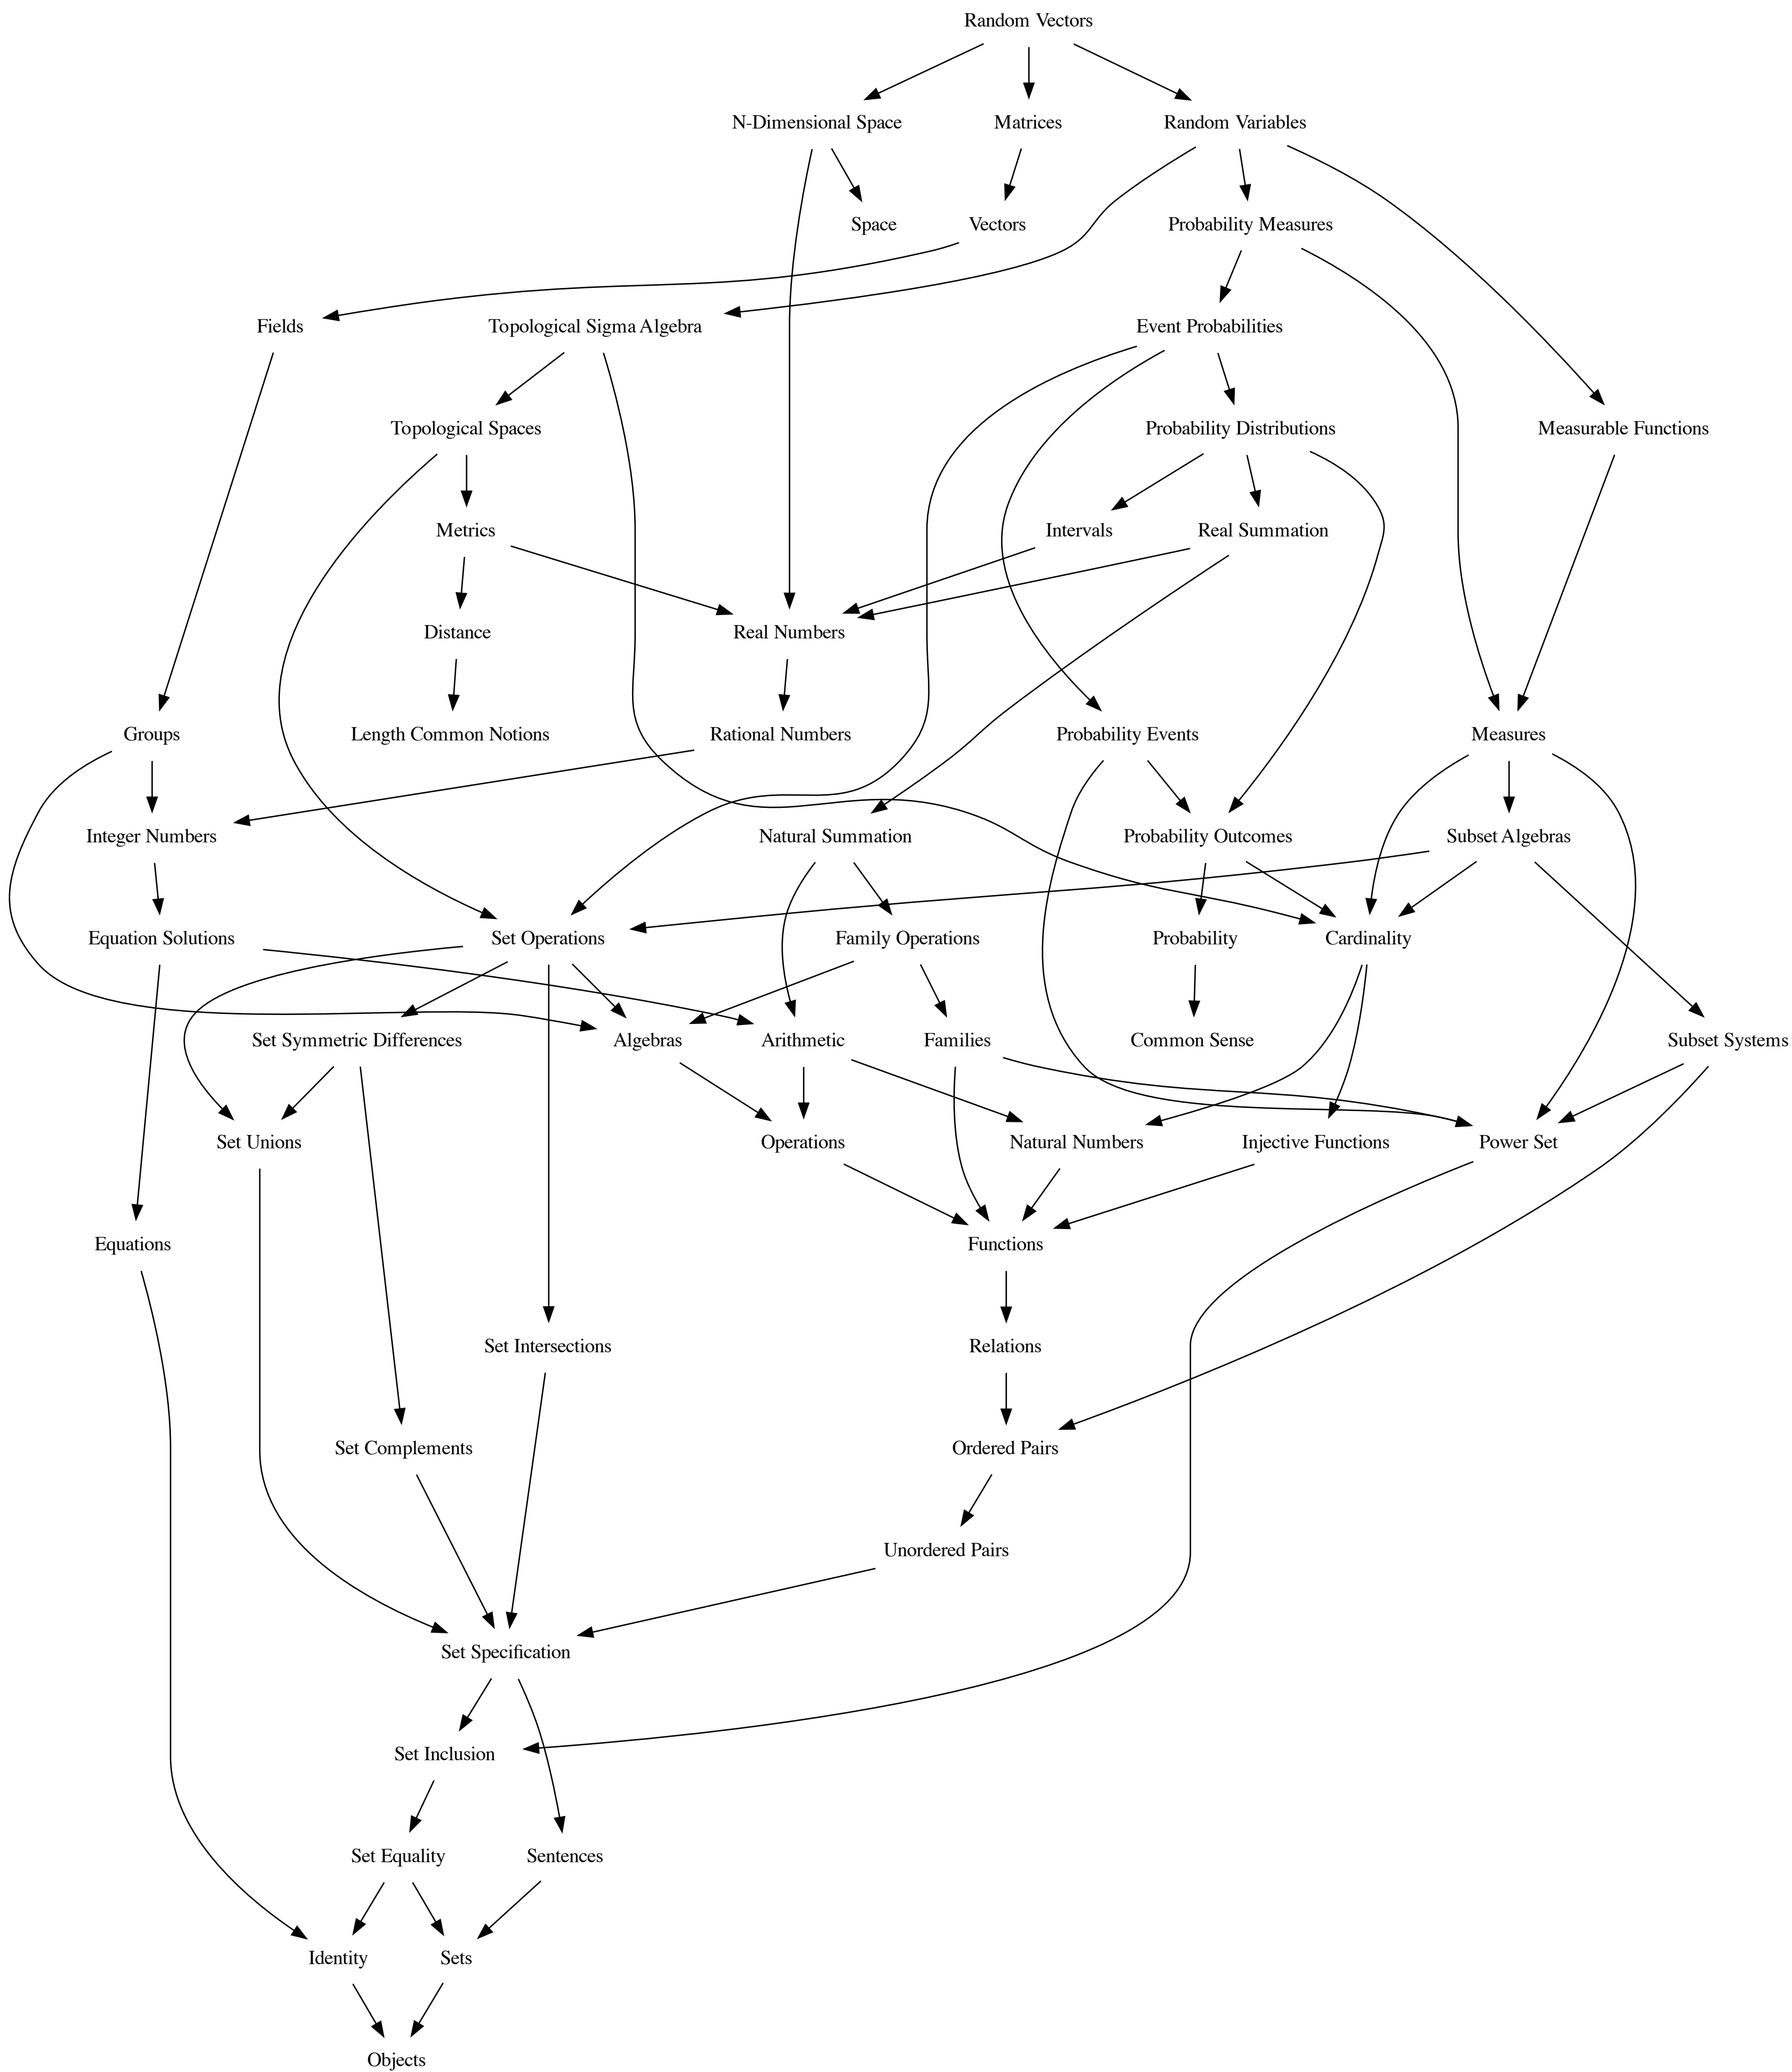 Random Vectors
N-Dimensional Space
Matrices
Random Variables
Space
Vectors
Probability Measures
Fields
Topological Sigma Algebra
Event Probabilities
Topological Spaces
Probability Distributions
Measurable Functions
Metrics
Intervals
Real Summation
Distance
Real Numbers
Groups
Length Common Notions
Rational Numbers
Probability Events
Measures
Integer Numbers
Natural Summation
Probability Outcomes
Subset Algebras
Equation Solutions
Set Operations
Family Operations
Probability
Cardinality
Set Symmetric Differences
Algebras
Arithmetic
Families
Common Sense
Subset Systems
Set Unions
Operations
Natural Numbers
Injective Functions
Power Set
Equations
Functions
Set Intersections
Relations
Set Complements
Ordered Pairs
Unordered Pairs
Set Specification
Set Inclusion
Set Equality
Sentences
Identity
Sets
Objects